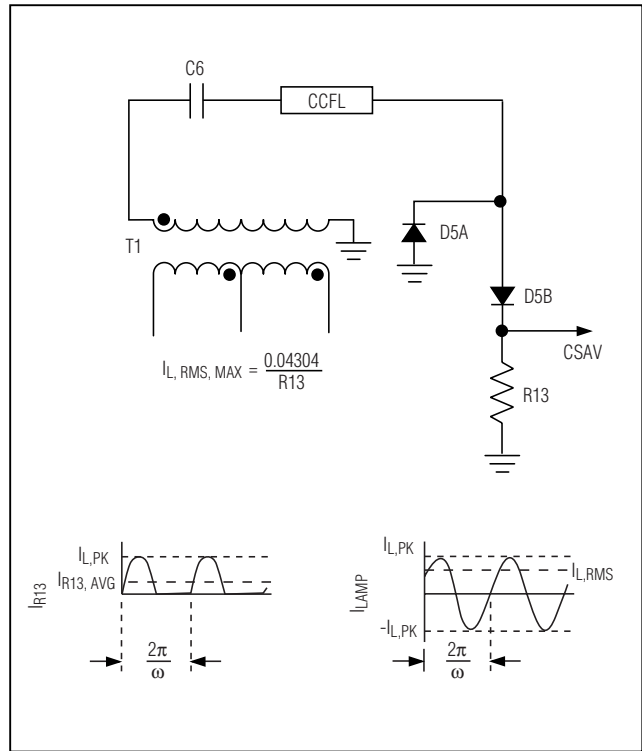 C6
CCFL
T1
D5A
D5B
CSAV
R13
I_L, RMS, MAX = 0.04304 / R13
I_L,PK
I_R13, AVG
I_R13
2π / ω
I_L,PK
I_L,RMS
I_LAMP
-I_L,PK
2π / ω